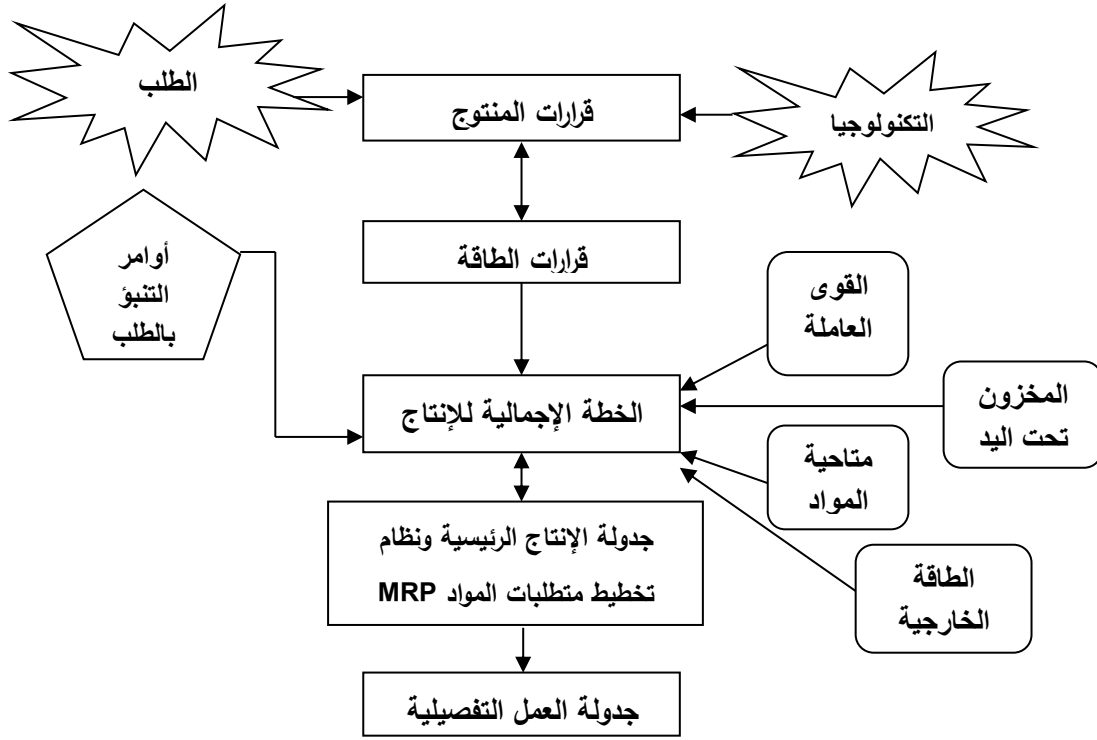 الطلب
قرارات المنتوج
التكنولوجيا
قرارات الطاقة
أوامر
التنبؤ
بالطلب
القوى
العاملة
الخطة الإجمالية للإنتاج
المخزون
تحت اليد
متاحية
المواد
جدولة الإنتاج الرئيسية ونظام
تخطيط متطلبات المواد MRP
الطاقة
الخارجية
جدولة العمل التفصيلية